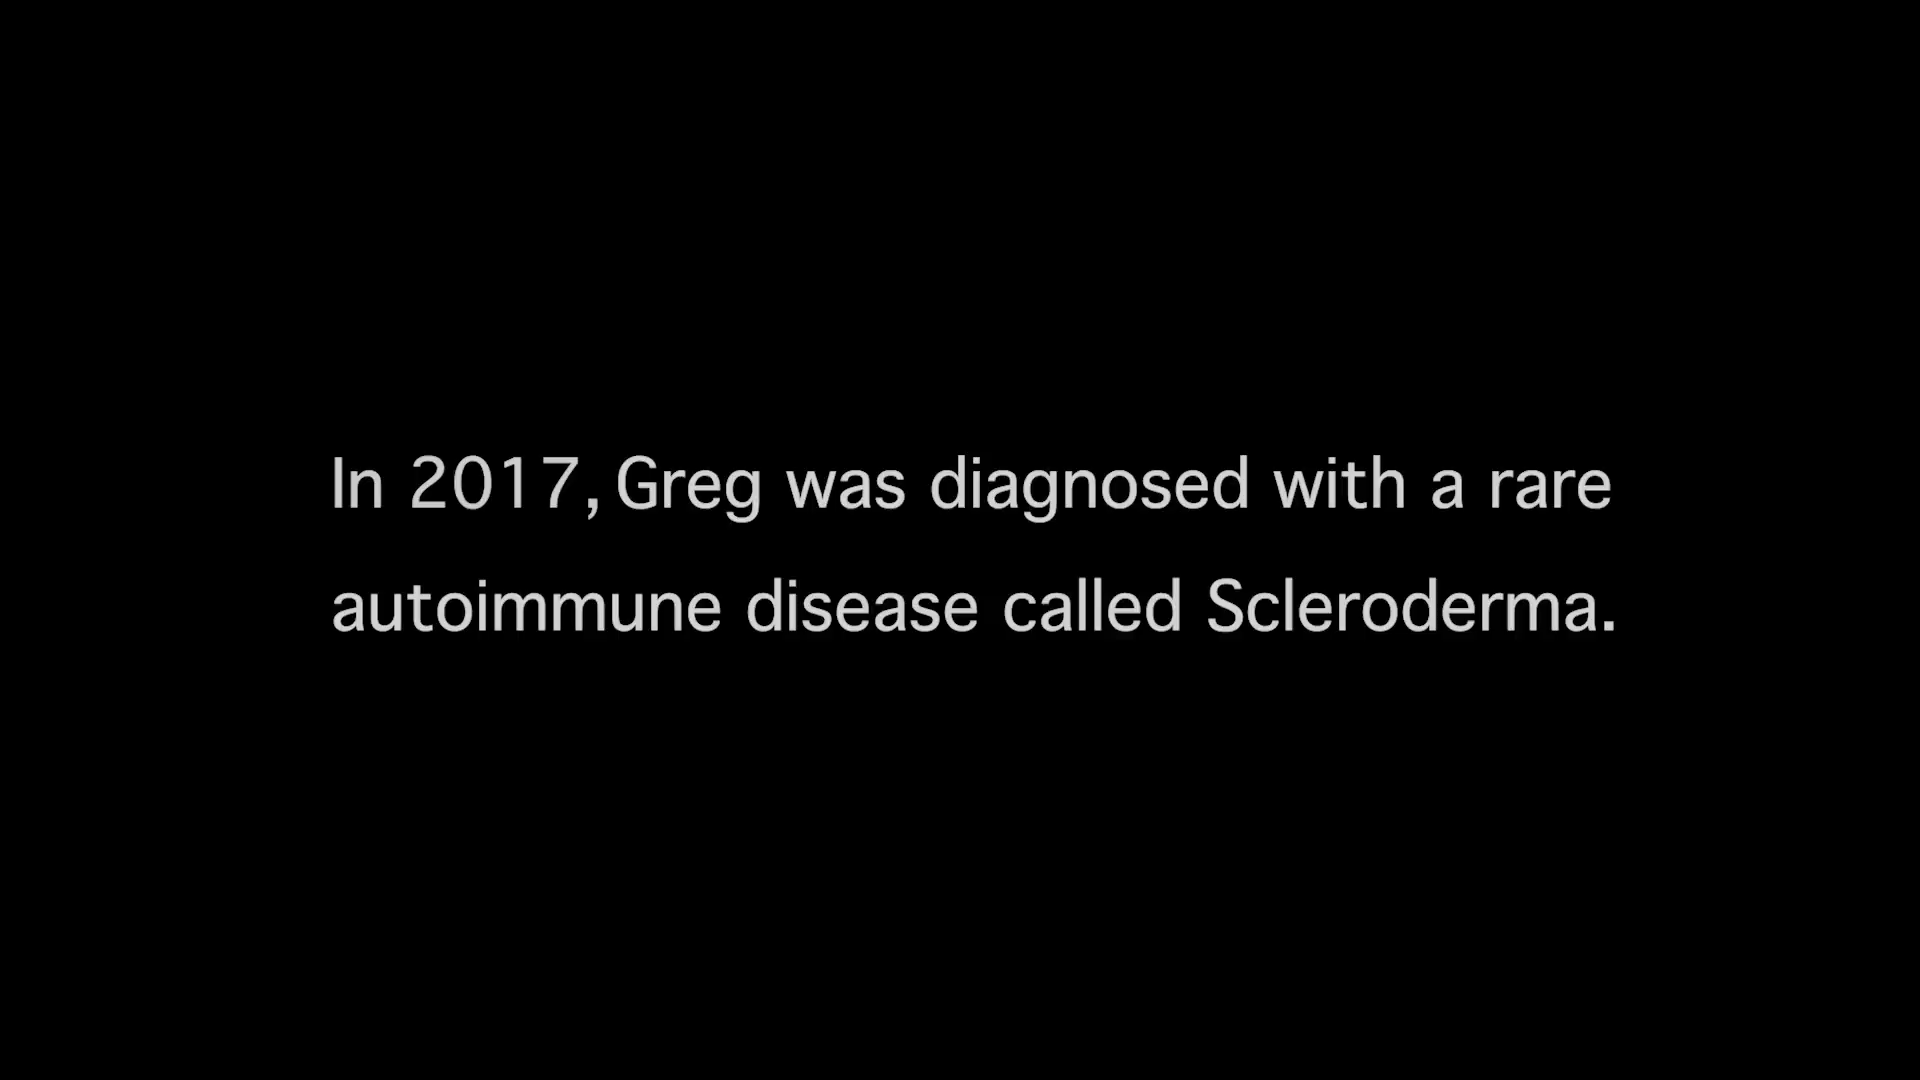 In 2017, Greg was diagnosed with a rare
autoimmune disease called Scleroderma.